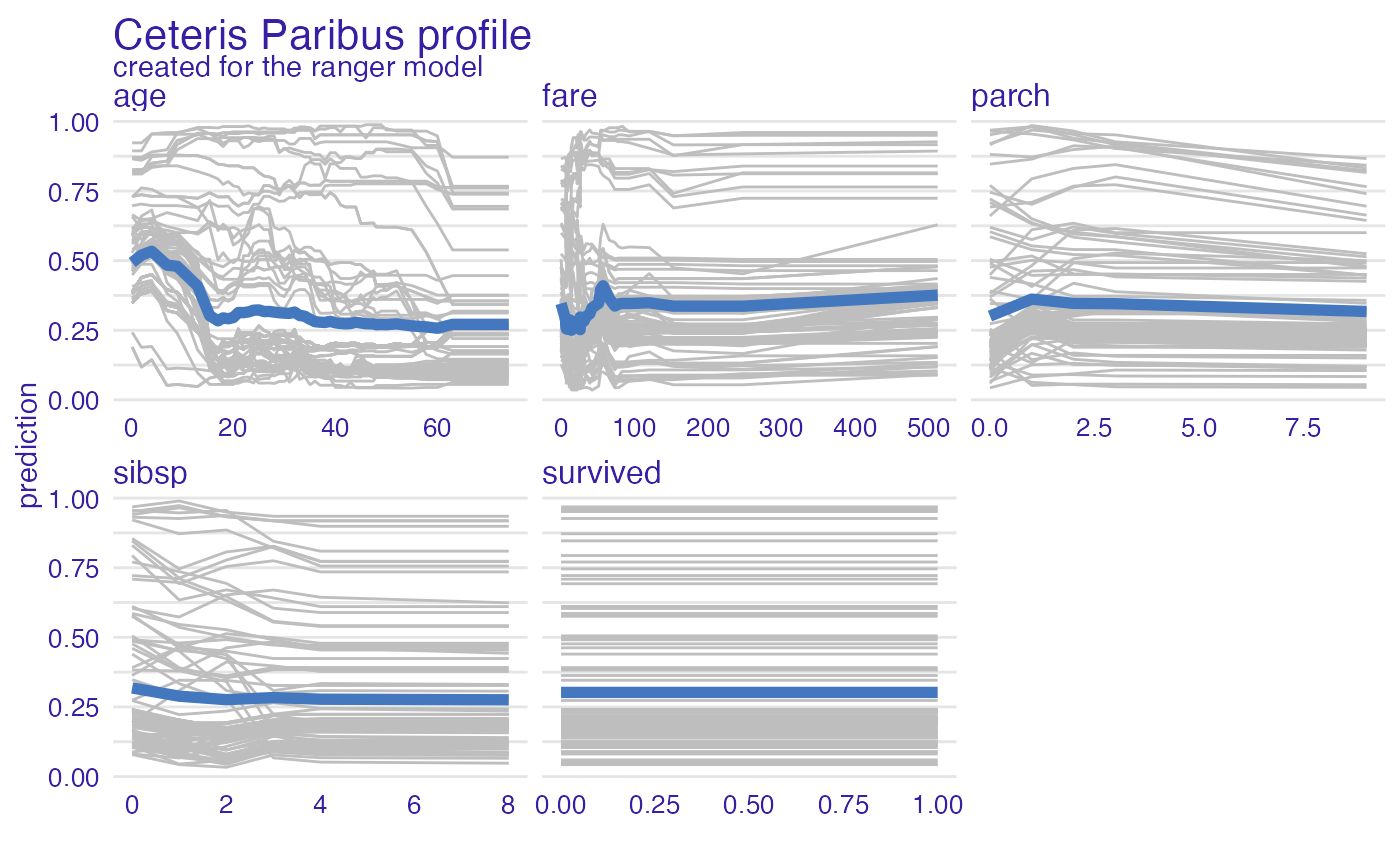 Ceteris Paribus profile
created for the ranger model
age fare parch
1.00
0.75
0.50
0.25
0.00
0 20 40 60 0 100 200 300 400 500 0.0 2.5 5.0 7.5
prediction
sibsp survived
1.00
0.75
0.50
0.25
0.00
0 2 4 6 8 0.00 0.25 0.50 0.75 1.00